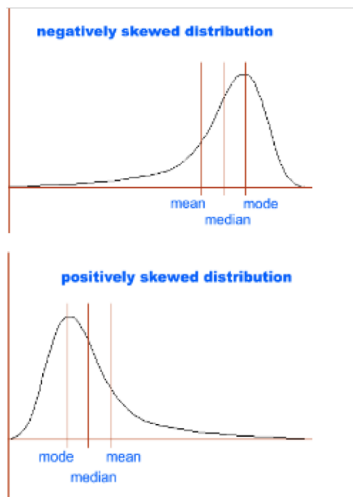 negatively skewed distribution
mean mode
median
positively skewed distribution
mode mean
median